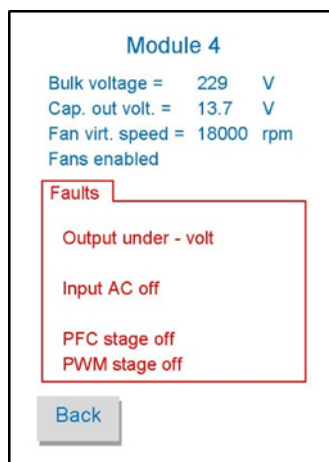 Module 4
Bulk voltage = 229 V
Cap. out volt. = 13.7 V
Fan virt. speed = 18000 rpm
Fans enabled
Faults
Output under - volt
Input AC off
PFC stage off
PWM stage off
Back